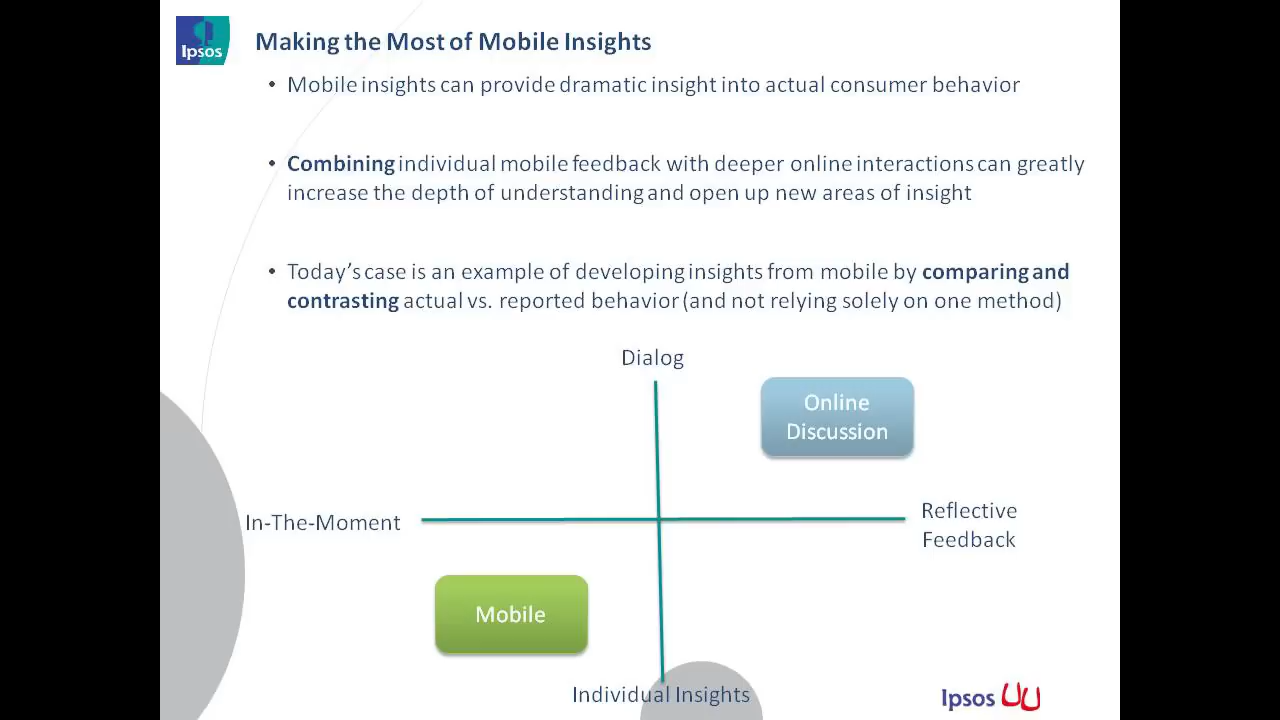 Ipsos
Making the Most of Mobile Insights
• Mobile insights can provide dramatic insight into actual consumer behavior
• Combining individual mobile feedback with deeper online interactions can greatly
increase the depth of understanding and open up new areas of insight
• Today's case is an example of developing insights from mobile by comparing and
contrasting actual vs. reported behavior (and not relying solely on one method)
Dialog
Online
Discussion
In-The-Moment
Reflective
Feedback
Mobile
Individual Insights
Ipsos UU